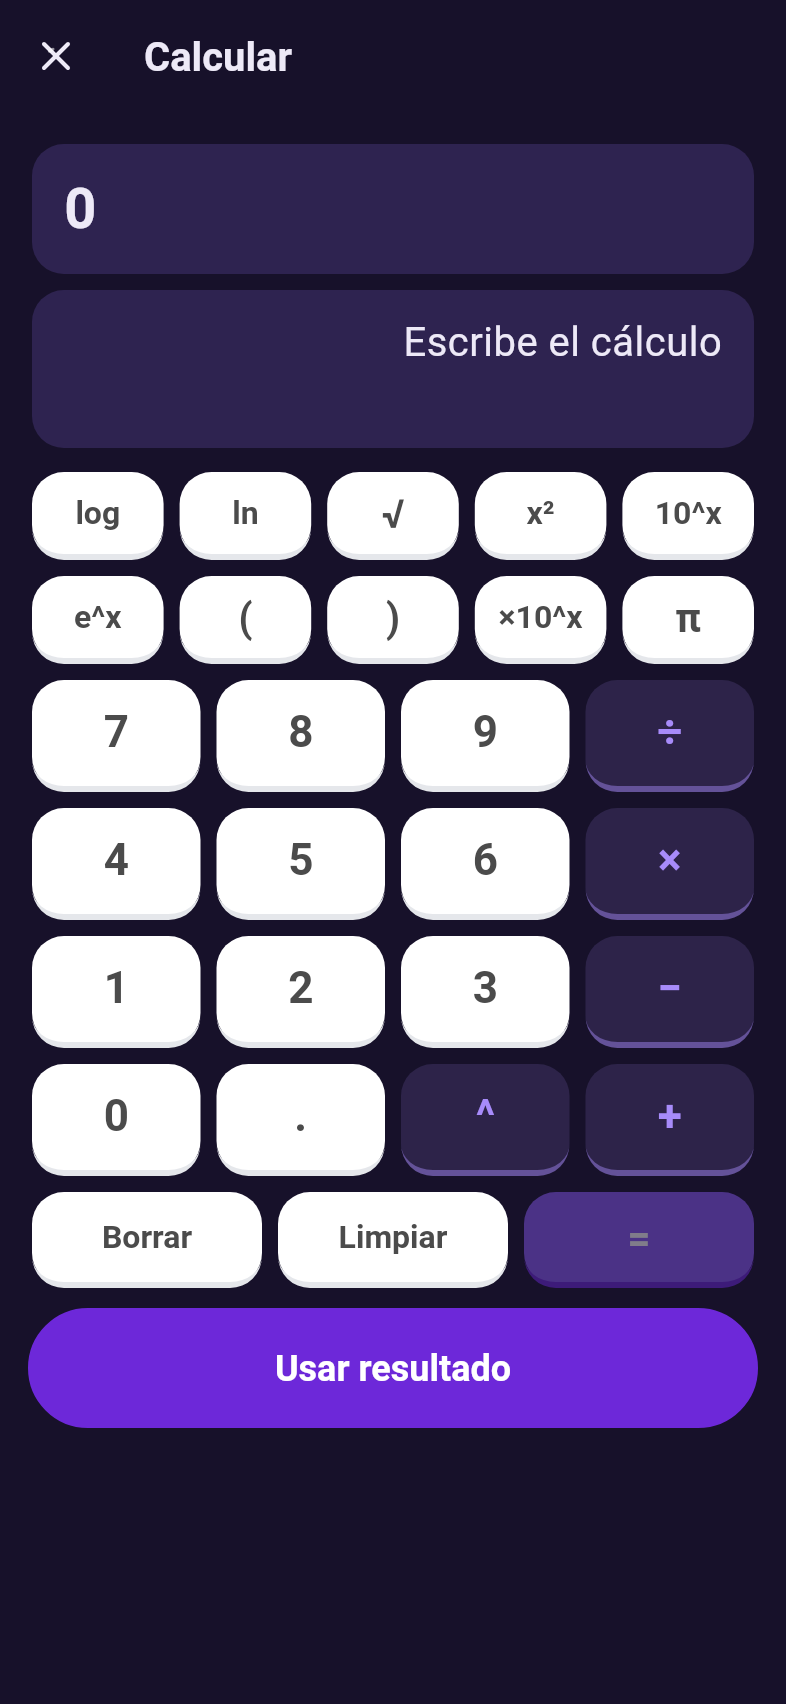 Calcular
0
Escribe el cálculo
log ln √ x² 10^x
e^x ( ) ×10^x π
7 8 9 ÷
4 5 6 ×
1 2 3 −
0 . ^ +
Borrar Limpiar =
Usar resultado